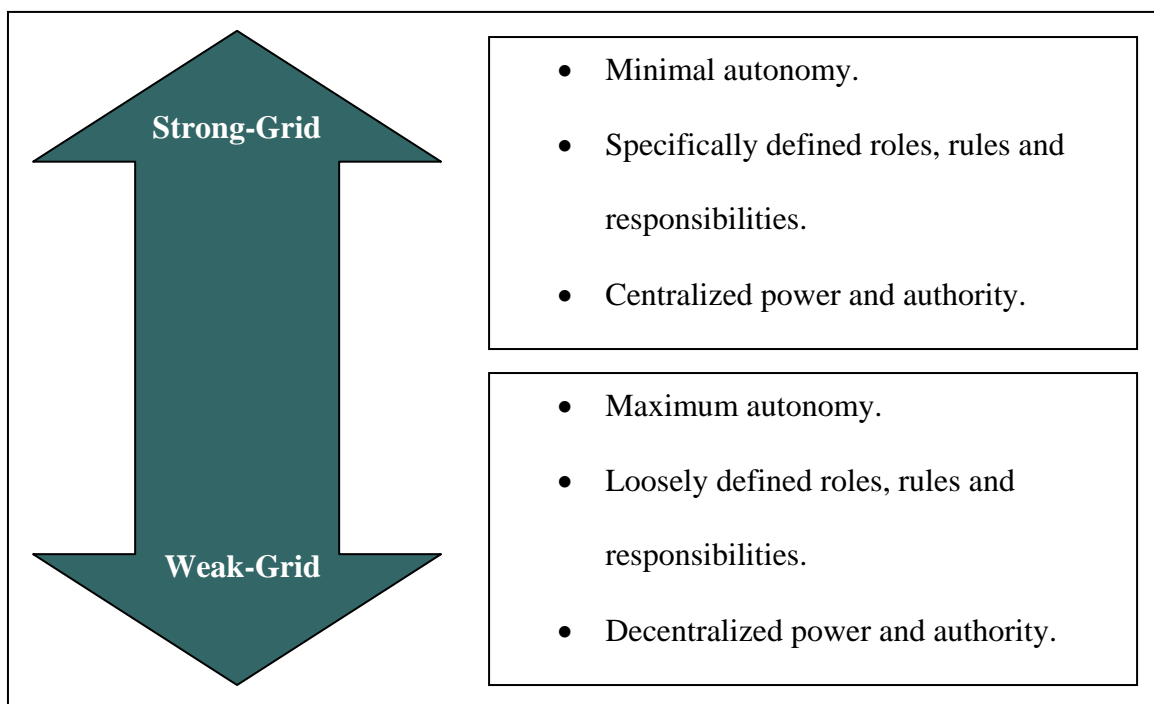 Strong-Grid
• Minimal autonomy.
• Specifically defined roles, rules and
responsibilities.
• Centralized power and authority.
Weak-Grid
• Maximum autonomy.
• Loosely defined roles, rules and
responsibilities.
• Decentralized power and authority.